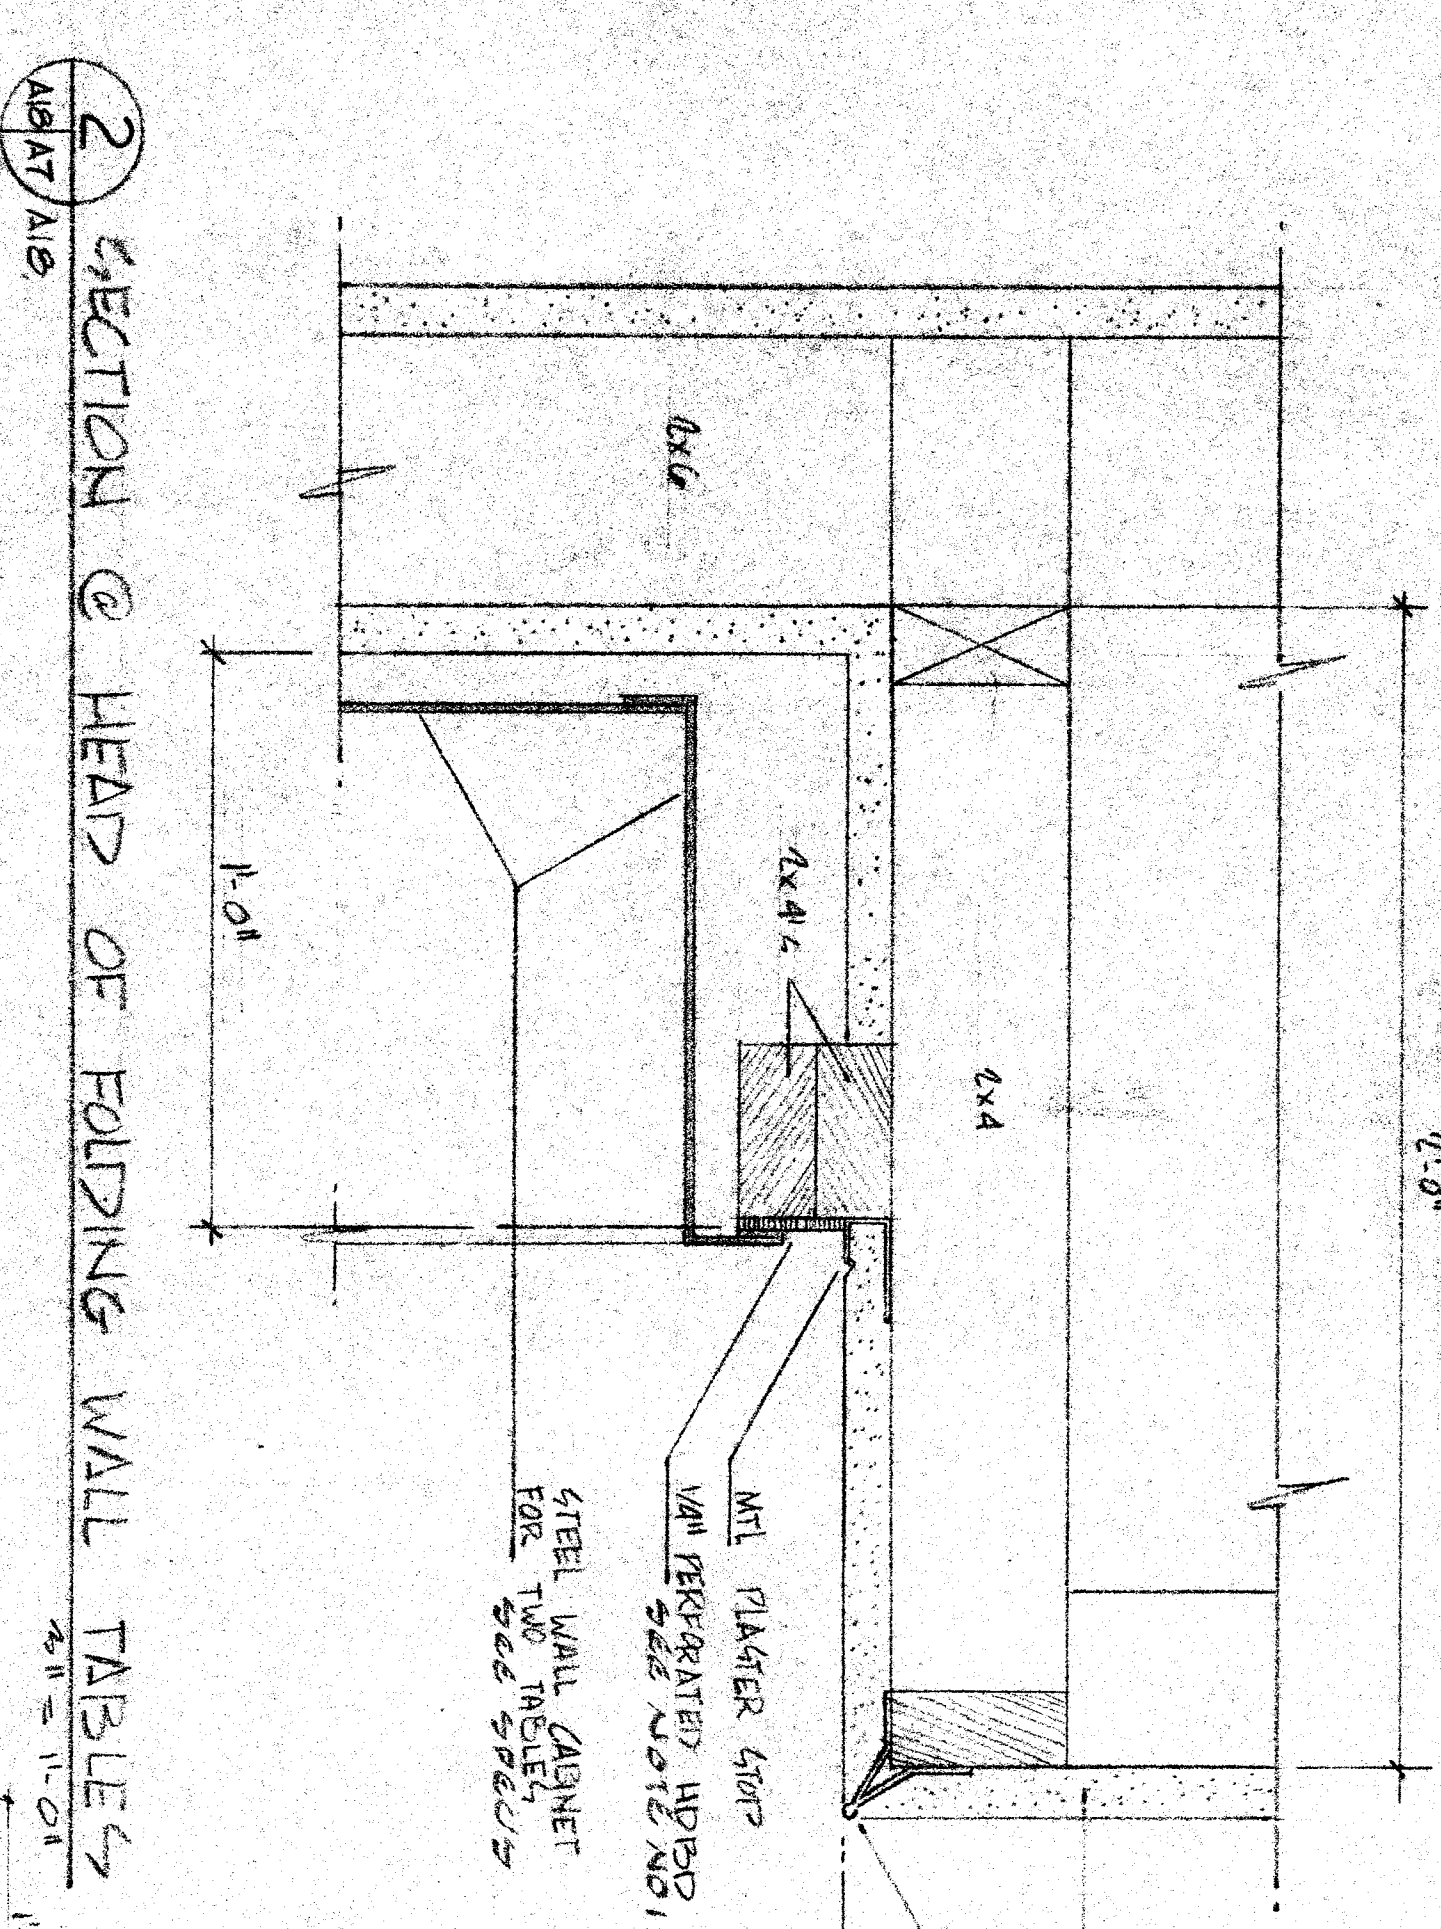 2'-0"
2x6
2x4
2x4's
MTL PLASTER STOP
1/4" PERFORATED HDBD
SEE NOTE NO 1
STEEL WALL CABINET
FOR TWO TABLES
SEE SPECS
1'-0"
2
A18 AT A18
SECTION @ HEAD OF FOLDING WALL TABLES
3" = 1'-0"